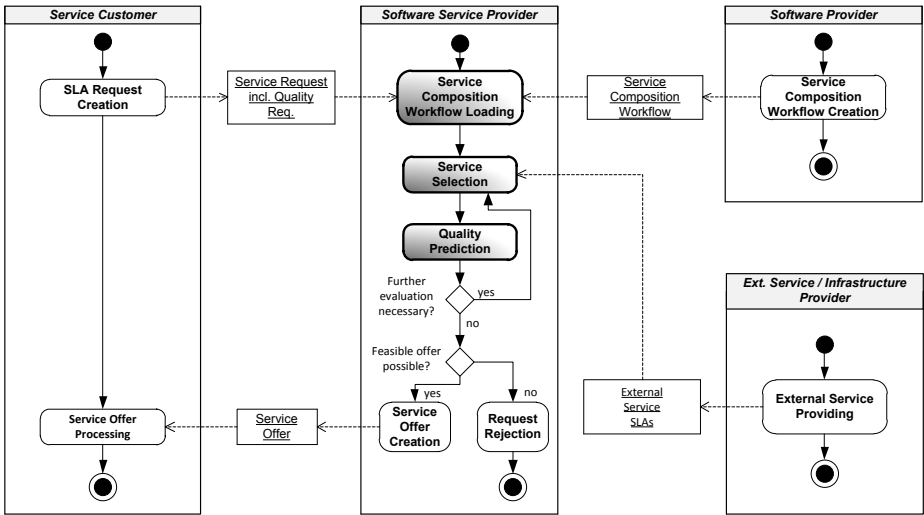 Service Customer
Software Service Provider
Software Provider
SLA Request
Creation
Service Request
incl. Quality
Req.
Service
Composition
Workflow Loading
Service
Composition
Workflow
Service
Composition
Workflow Creation
Service
Selection
Quality
Prediction
Further
evaluation
necessary?
yes
no
Ext. Service / Infrastructure
Provider
Feasible offer
possible?
yes
no
Service Offer
Processing
Service
Offer
Service
Offer
Creation
Request
Rejection
External
Service
SLAs
External Service
Providing